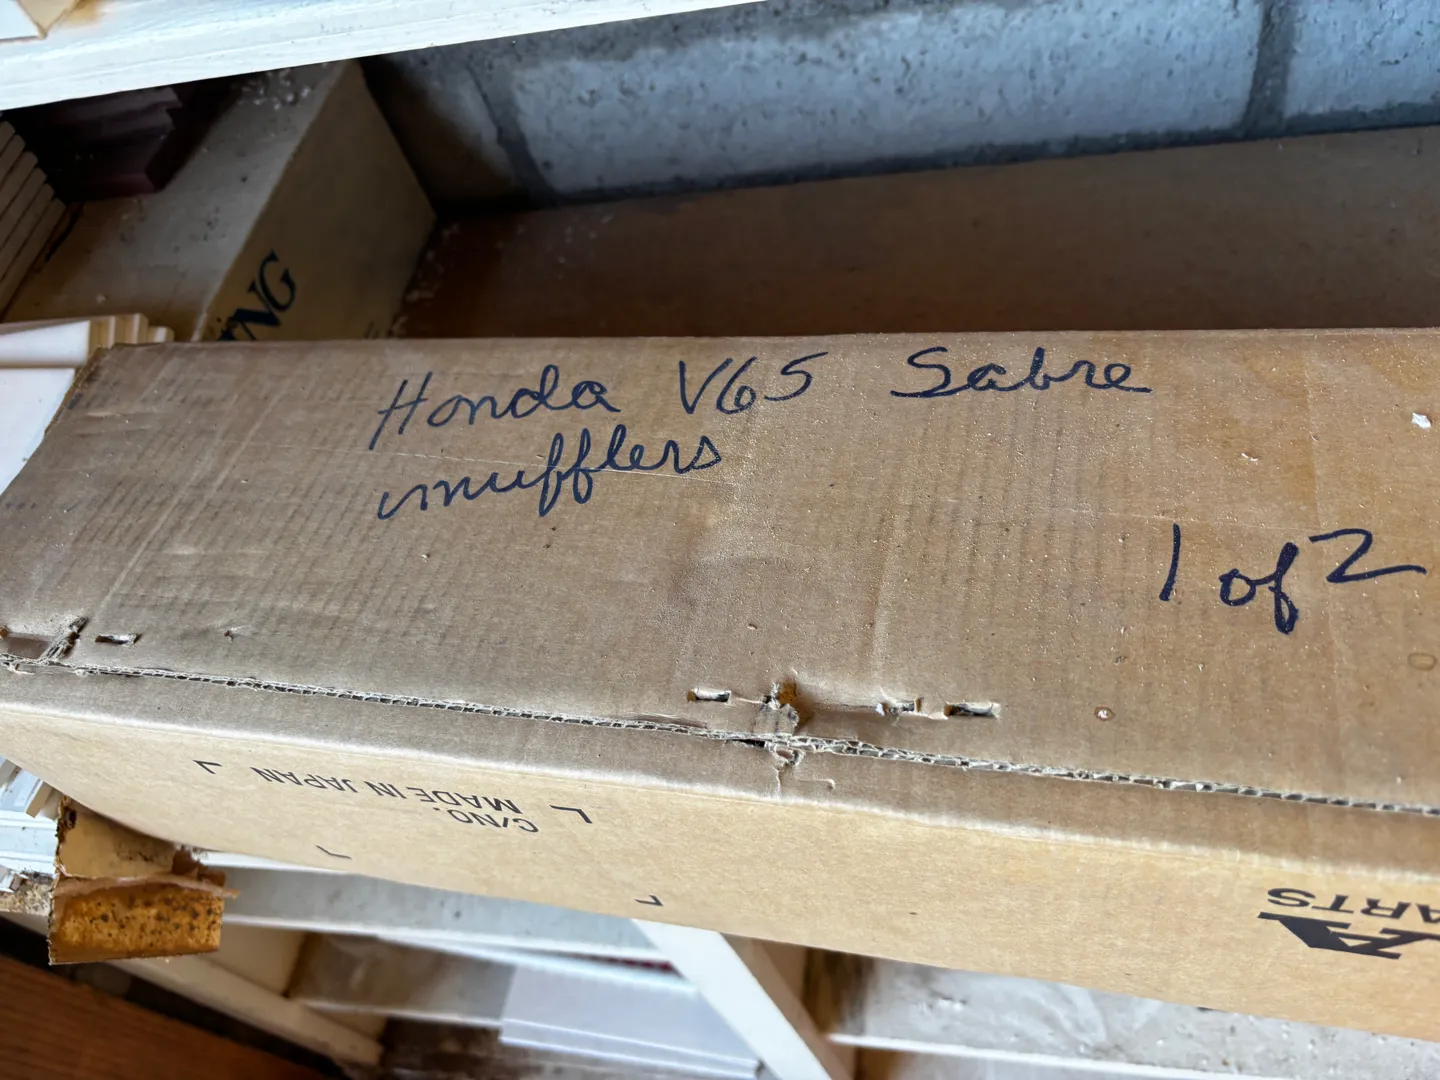 Honda V65 Sabre
mufflers
1 of 2
C/NO.
MADE IN JAPAN